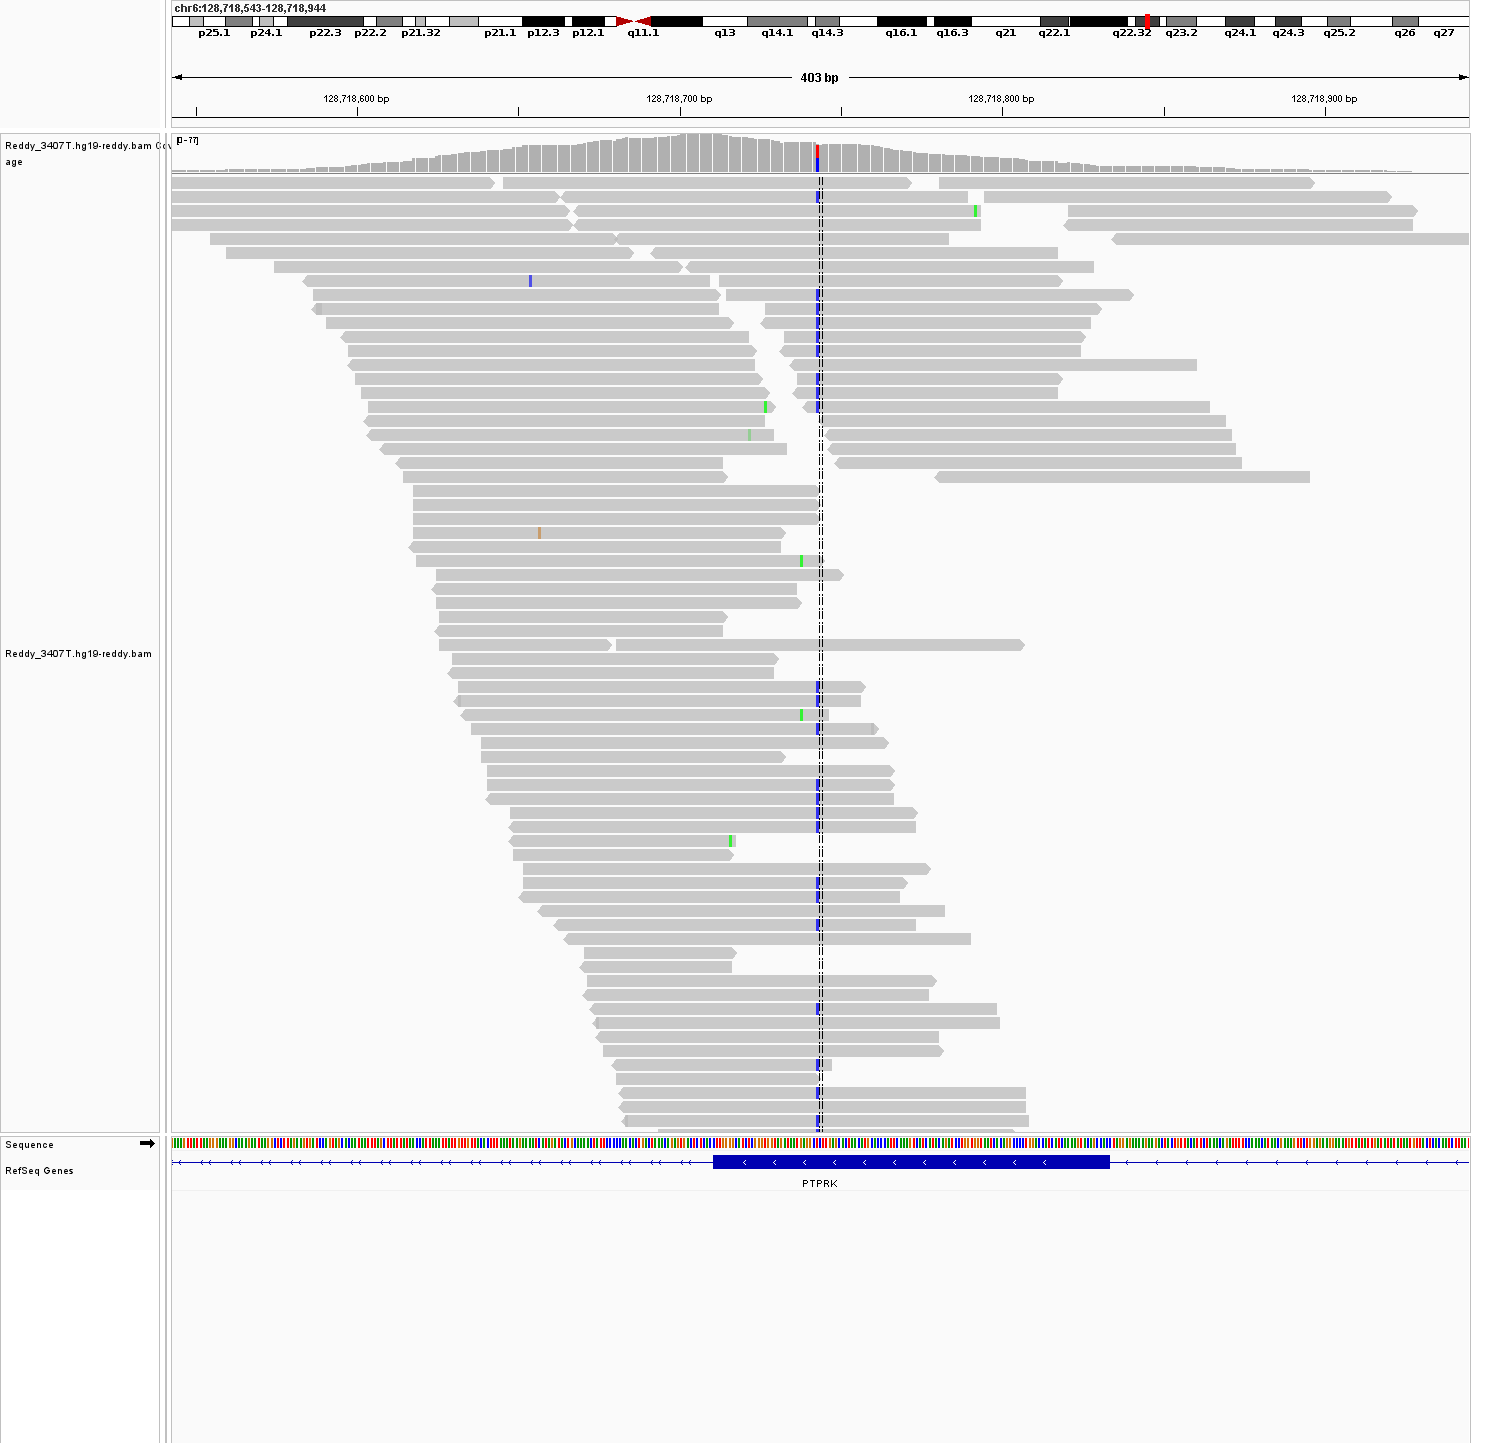 chr6:128,718,543-128,718,944
p25.1 p24.1 p22.3 p22.2 p21.32 p21.1 p12.3 p12.1 q11.1 q13 q14.1 q14.3 q16.1 q16.3 q21 q22.1 q22.32 q23.2 q24.1 q24.3 q25.2 q26 q27
403 bp
128,718,600 bp 128,718,700 bp 128,718,800 bp 128,718,900 bp
[0-77]
Reddy_3407T.hg19-reddy.bam Cov
age
Reddy_3407T.hg19-reddy.bam
Sequence
RefSeq Genes
PTPRK